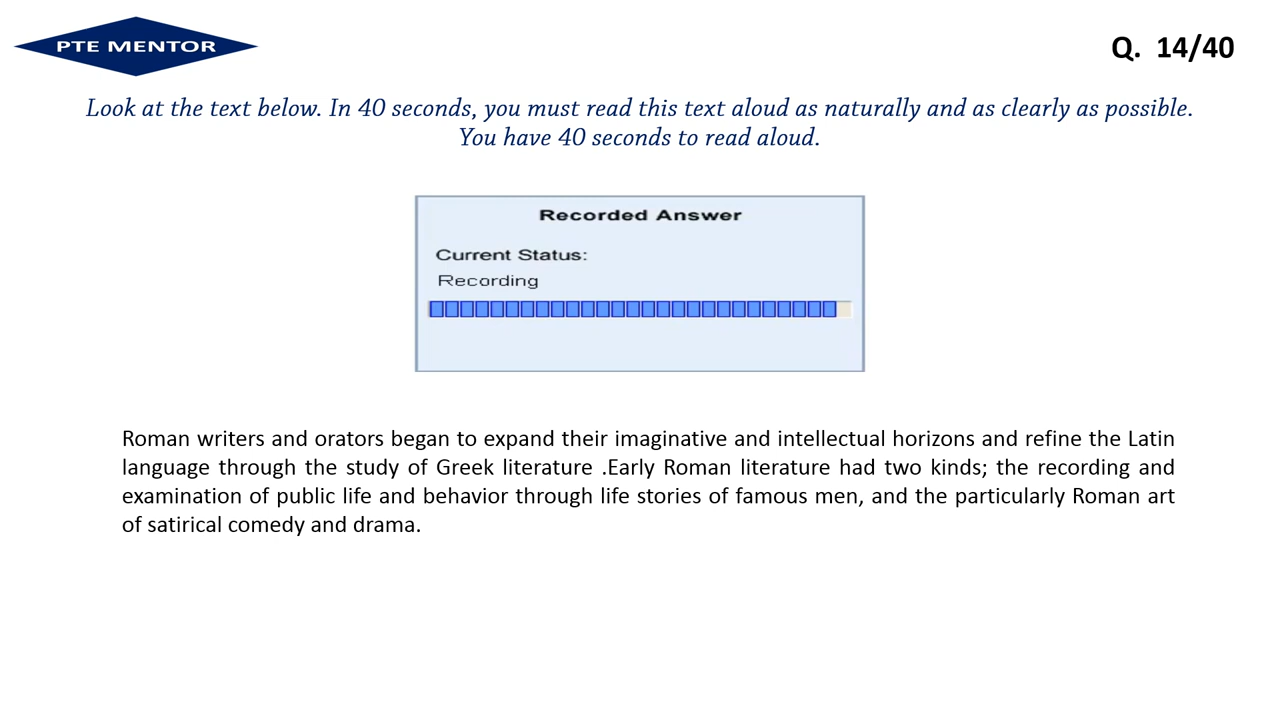 PTE MENTOR
Q. 14/40
Look at the text below. In 40 seconds, you must read this text aloud as naturally and as clearly as possible.
You have 40 seconds to read aloud.
Recorded Answer
Current Status:
Recording
Roman writers and orators began to expand their imaginative and intellectual horizons and refine the Latin
language through the study of Greek literature .Early Roman literature had two kinds; the recording and
examination of public life and behavior through life stories of famous men, and the particularly Roman art
of satirical comedy and drama.